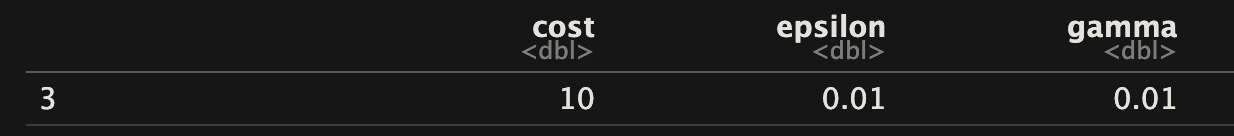 cost epsilon gamma
<dbl> <dbl> <dbl>
3 10 0.01 0.01